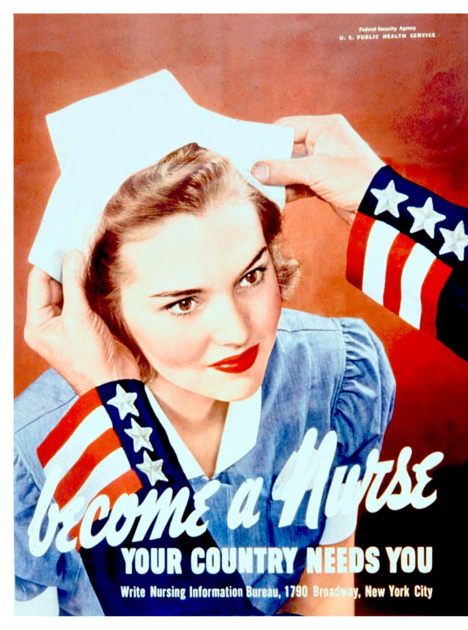 Federal Security Agency
U. S. PUBLIC HEALTH SERVICE
become a Nurse
YOUR COUNTRY NEEDS YOU
Write Nursing Information Bureau, 1790 Broadway, New York City